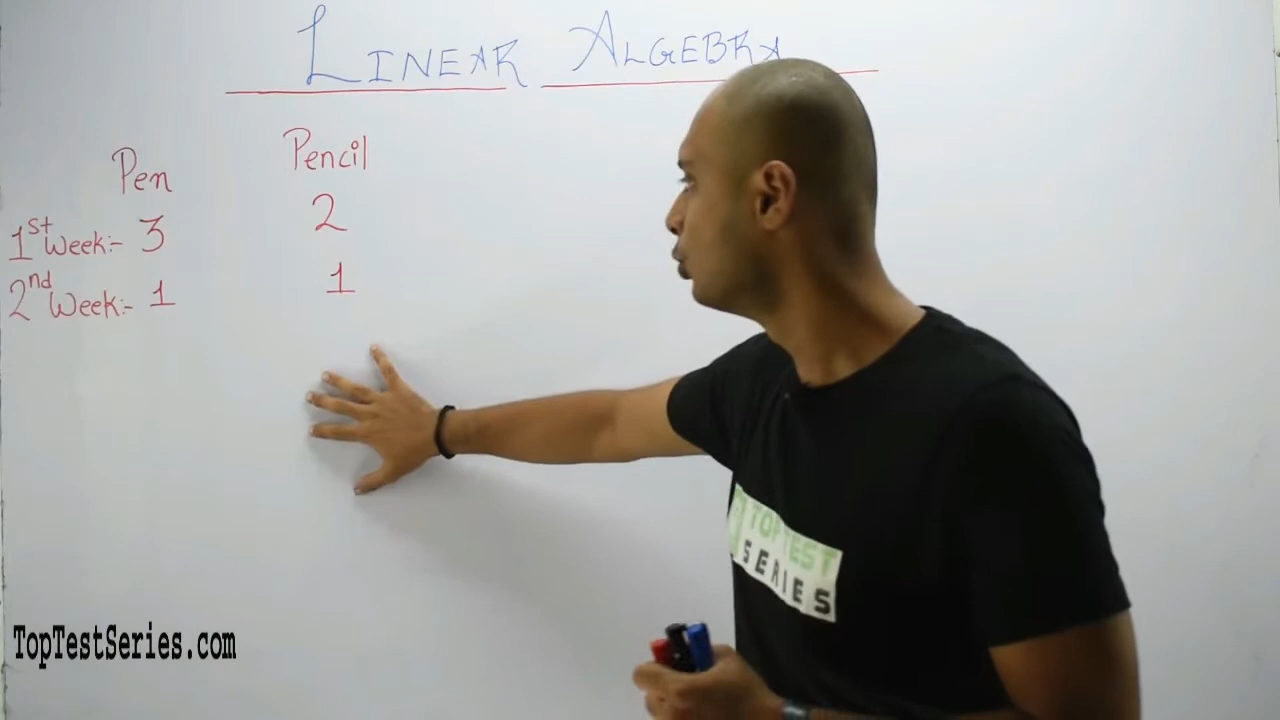 LINEAR ALGEBRA
Pen Pencil
1st Week:- 3 2
2nd Week:- 1 1
TOP TEST
SERIES
TopTestSeries.com